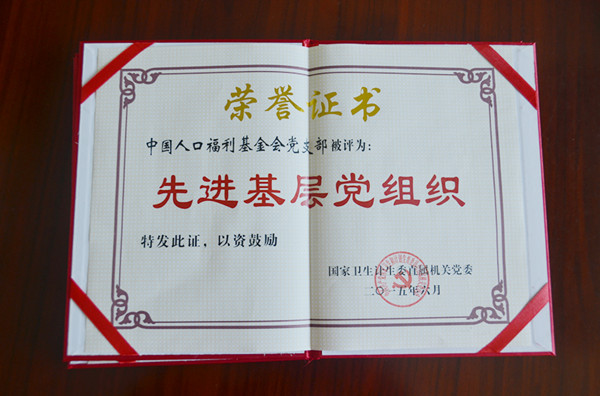 荣誉证书
中国人口福利基金会党支部被评为:
先进基层党组织
特发此证，以资鼓励
国家卫生计生委直属机关党委
二〇一五年六月